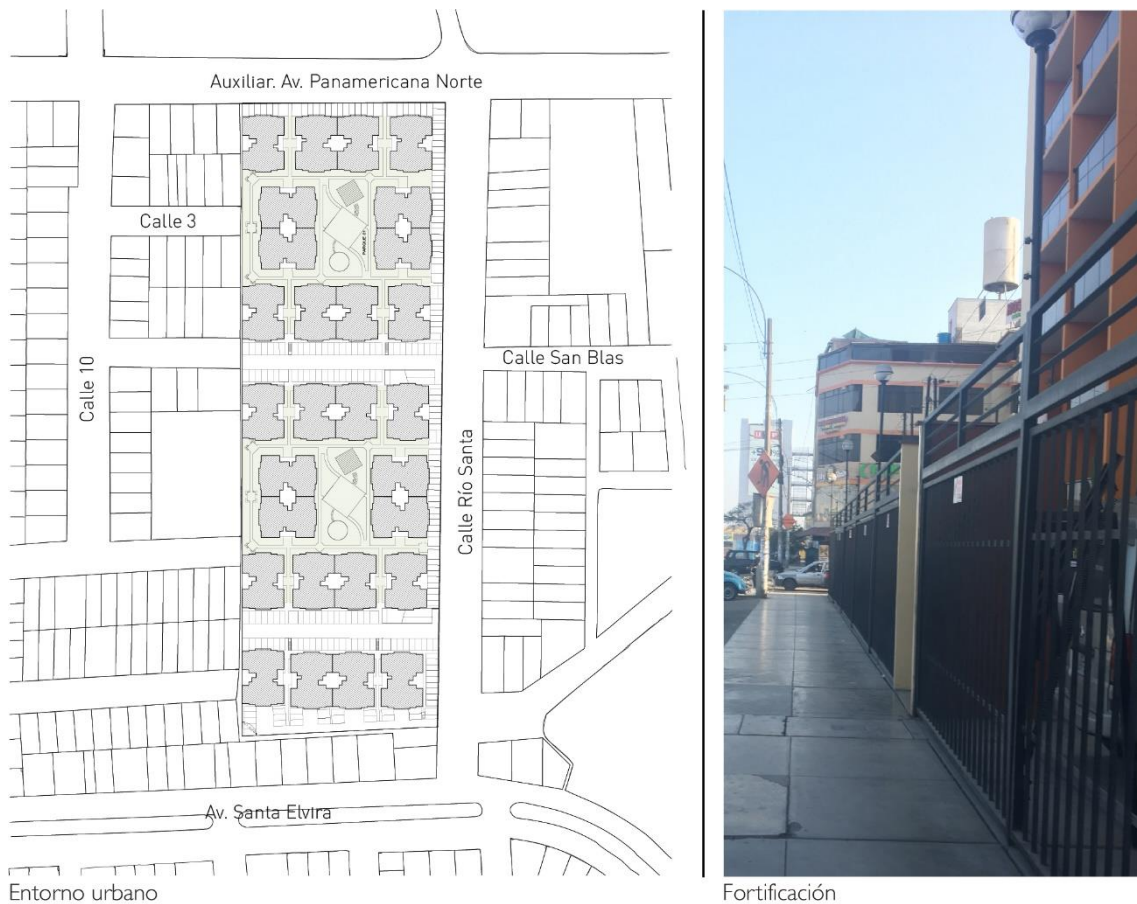 Auxiliar. Av. Panamericana Norte
Calle 3
Calle San Blas
Calle 10
Calle Río Santa
Av. Santa Elvira
Entorno urbano
Fortificación